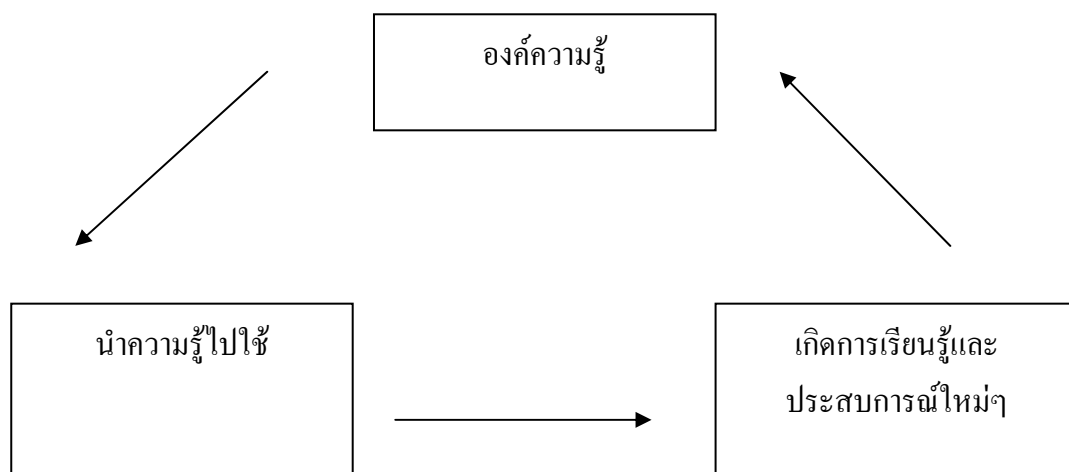 องค์ความรู้
นำความรู้ไปใช้
เกิดการเรียนรู้และ
ประสบการณ์ใหม่ๆ